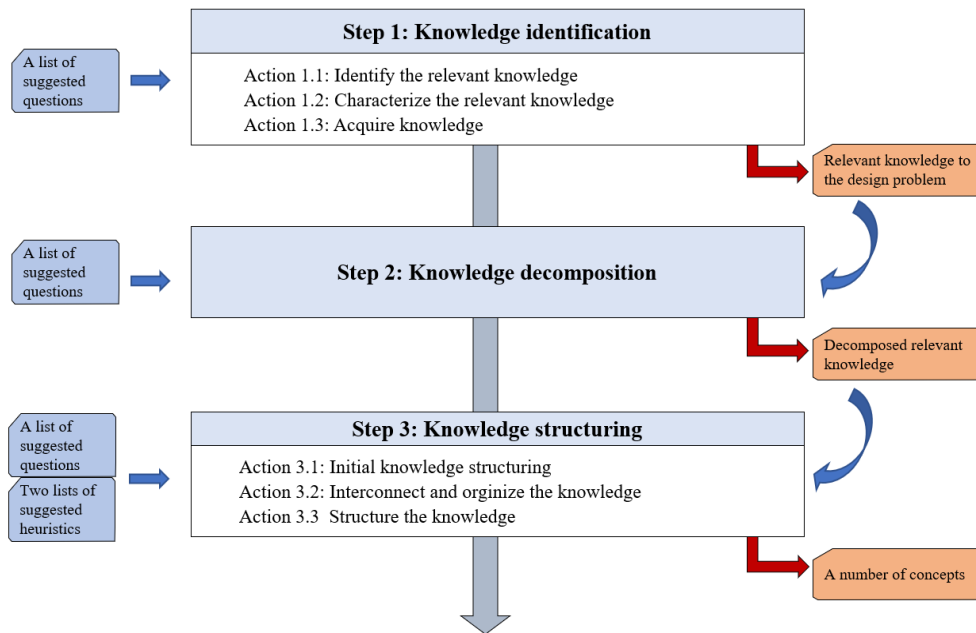 Step 1: Knowledge identification
A list of
suggested
questions
Action 1.1: Identify the relevant knowledge
Action 1.2: Characterize the relevant knowledge
Action 1.3: Acquire knowledge
Relevant knowledge to
the design problem
A list of
suggested
questions
Step 2: Knowledge decomposition
Decomposed relevant
knowledge
Step 3: Knowledge structuring
A list of
suggested
questions
Two lists of
suggested
heuristics
Action 3.1: Initial knowledge structuring
Action 3.2: Interconnect and orginize the knowledge
Action 3.3  Structure the knowledge
A number of concepts